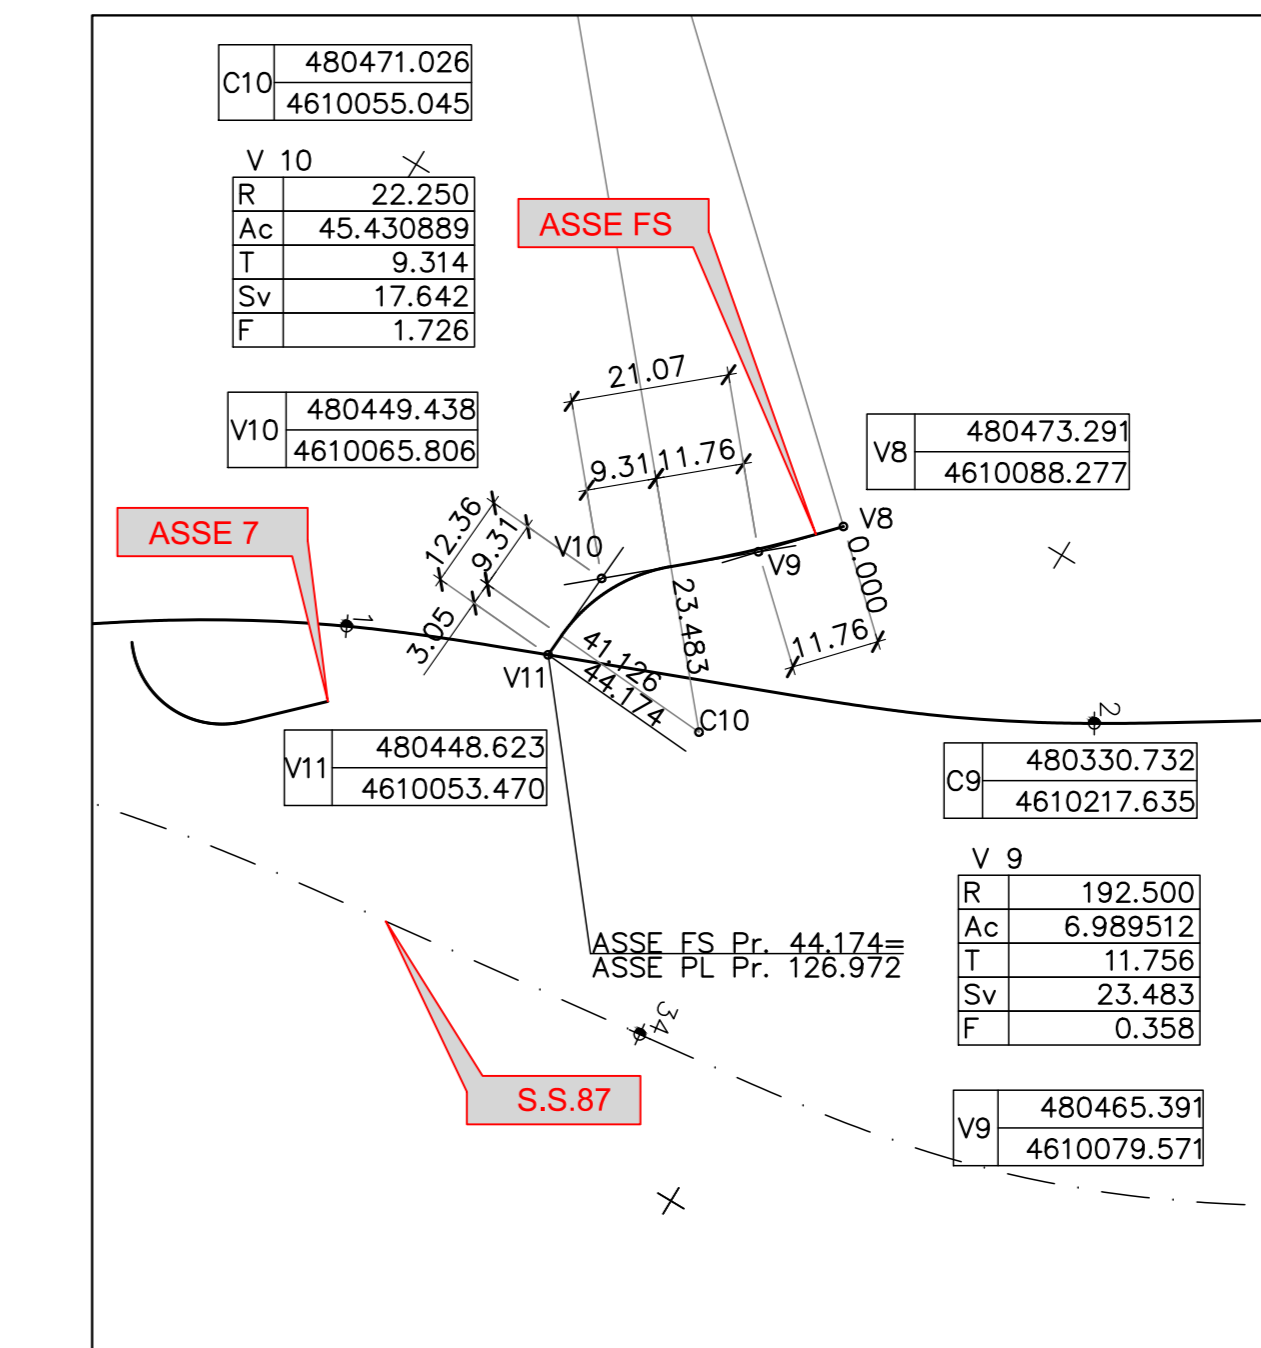 C10 480471.026
4610055.045
V 10
R 22.250
Ac 45.430889
T 9.314
Sv 17.642
F 1.726
ASSE FS
21.07
9.31 11.76
V10 480449.438
4610065.806
V8 480473.291
4610088.277
ASSE 7
12.36
9.31
3.05
V10
V9
V8
0.000
11.76
23.483
41.126
44.174
1
V11
C10
2
V11 480448.623
4610053.470
C9 480330.732
4610217.635
V 9
R 192.500
Ac 6.989512
T 11.756
Sv 23.483
F 0.358
ASSE FS Pr. 44.174=
ASSE PL Pr. 126.972
34
S.S.87
V9 480465.391
4610079.571